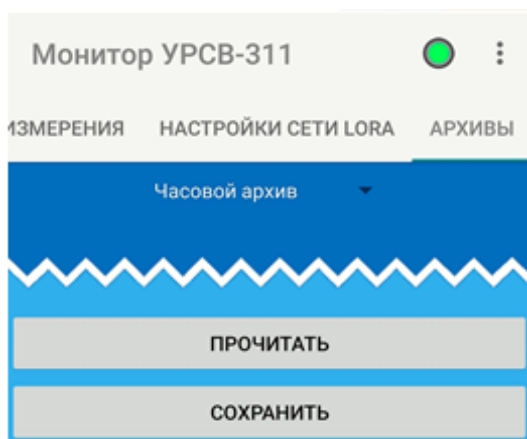 Монитор УРСВ-311
ИЗМЕРЕНИЯ НАСТРОЙКИ СЕТИ LORA АРХИВЫ
Часовой архив
ПРОЧИТАТЬ
СОХРАНИТЬ